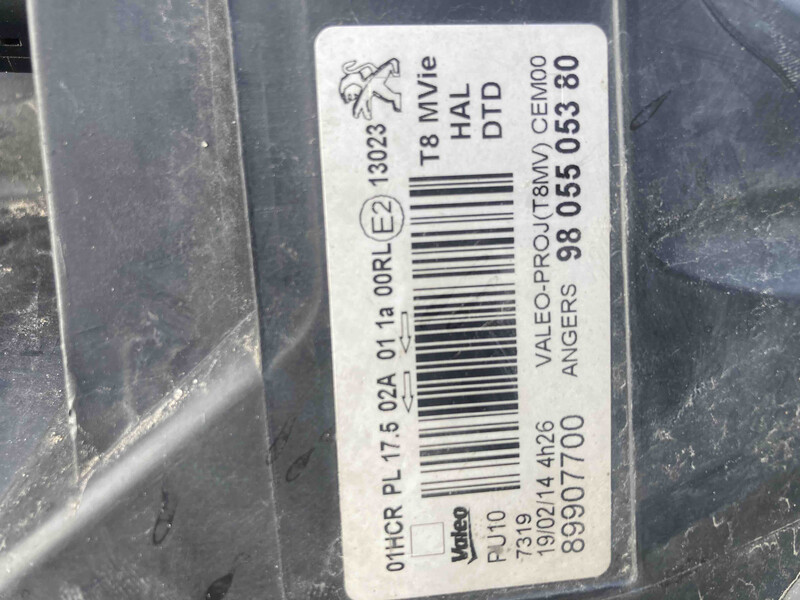 01HCR PL 17.5 02A 01 1a 00RL E2 13023
T8 MVie
HAL
DTD
Valeo
PU10
7319
19/02/14 4h26
89907700
VALEO-PROJ(T8MV) CEM00
ANGERS 98 055 053 80